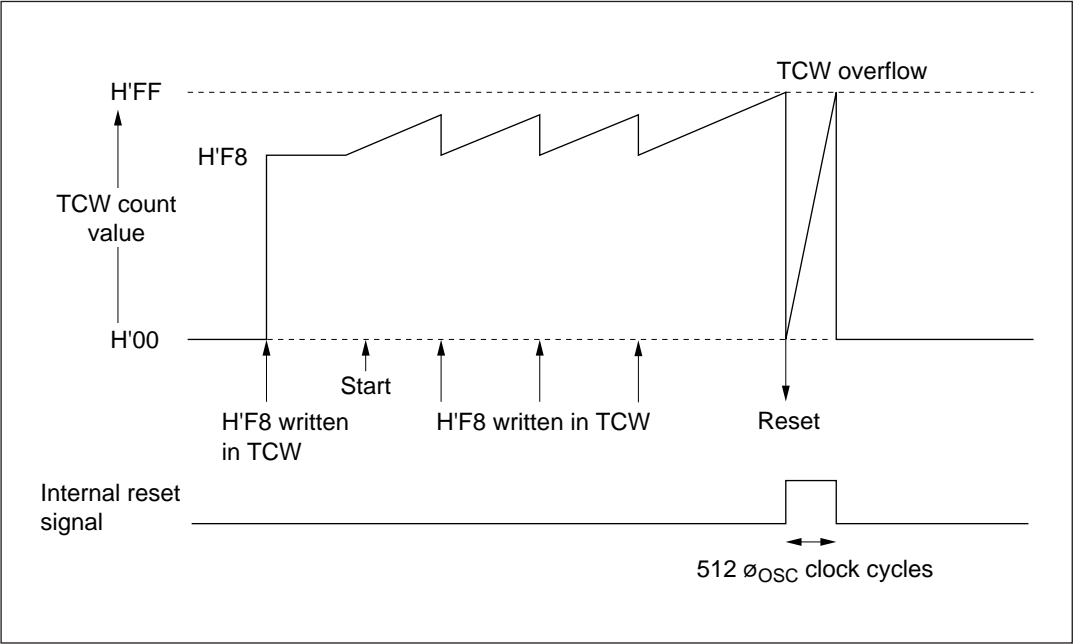 TCW overflow
H'FF
H'F8
TCW count
value
H'00
Start
H'F8 written
in TCW
H'F8 written in TCW
Reset
Internal reset
signal
512 øOSC clock cycles